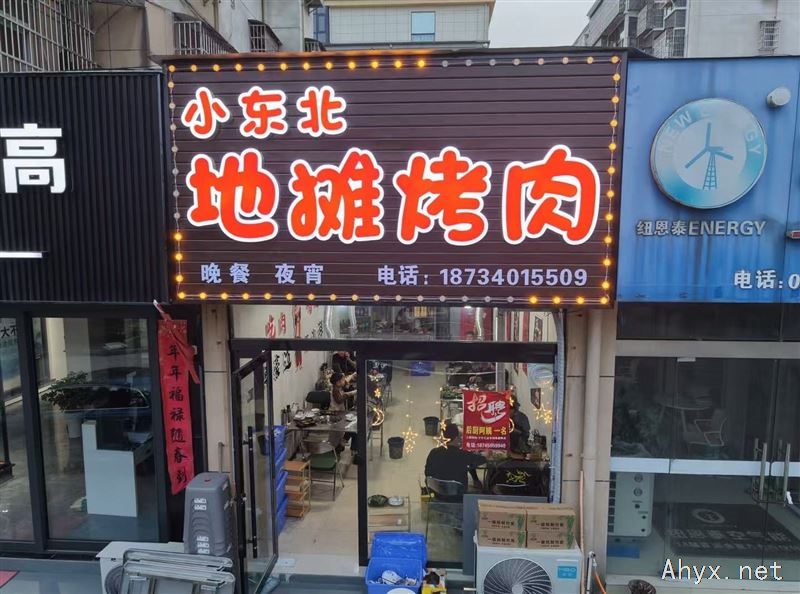 高
小东北
地摊烤肉
晚餐 夜宵 电话：18734015509
NEW ENERGY
纽恩泰ENERGY
电话:0
年年福禄随春到
招聘
后厨阿姨 一名
Ahyx.net